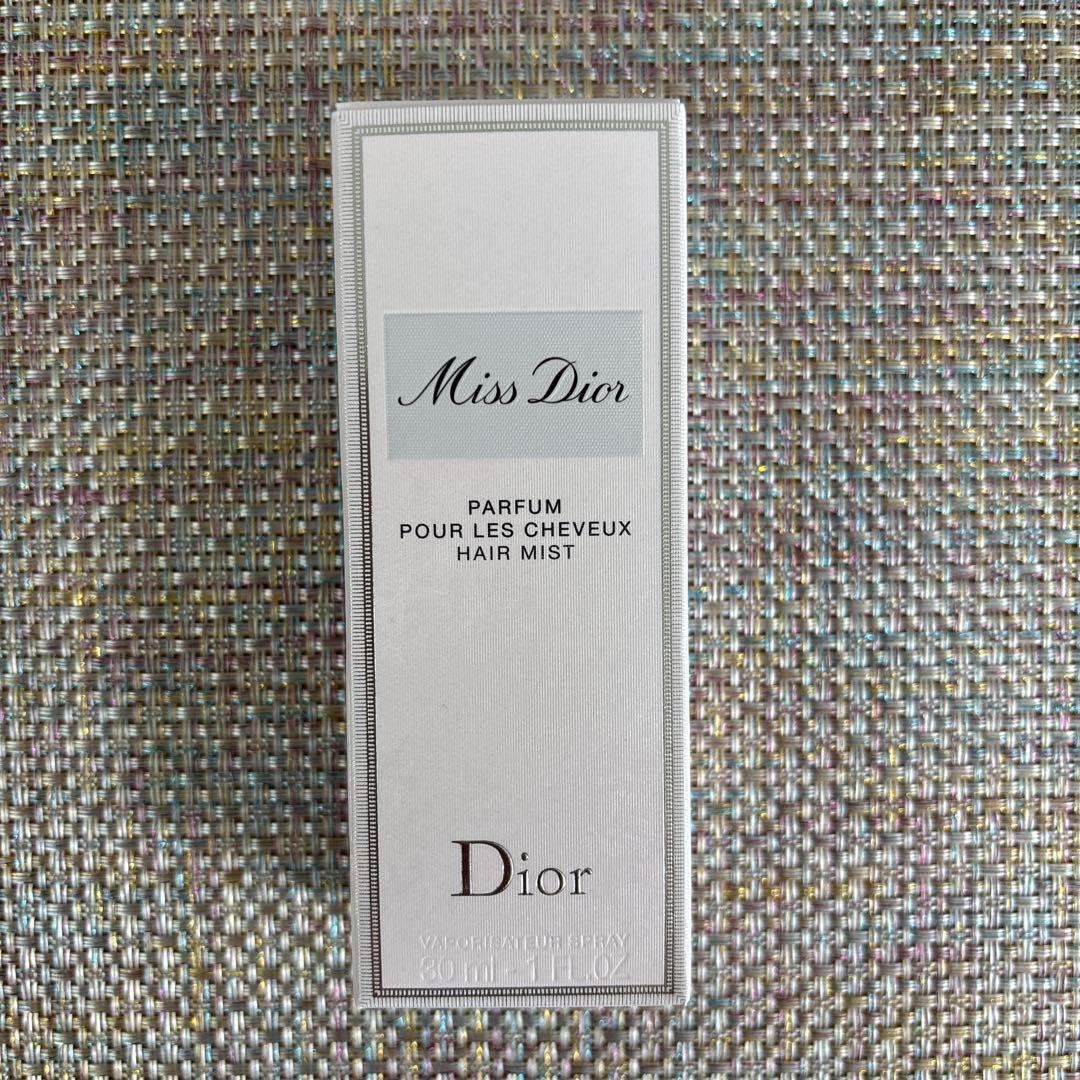 Miss Dior
PARFUM
POUR LES CHEVEUX
HAIR MIST
Dior
VAPORISATEUR SPRAY
30 ml - 1 FL.OZ